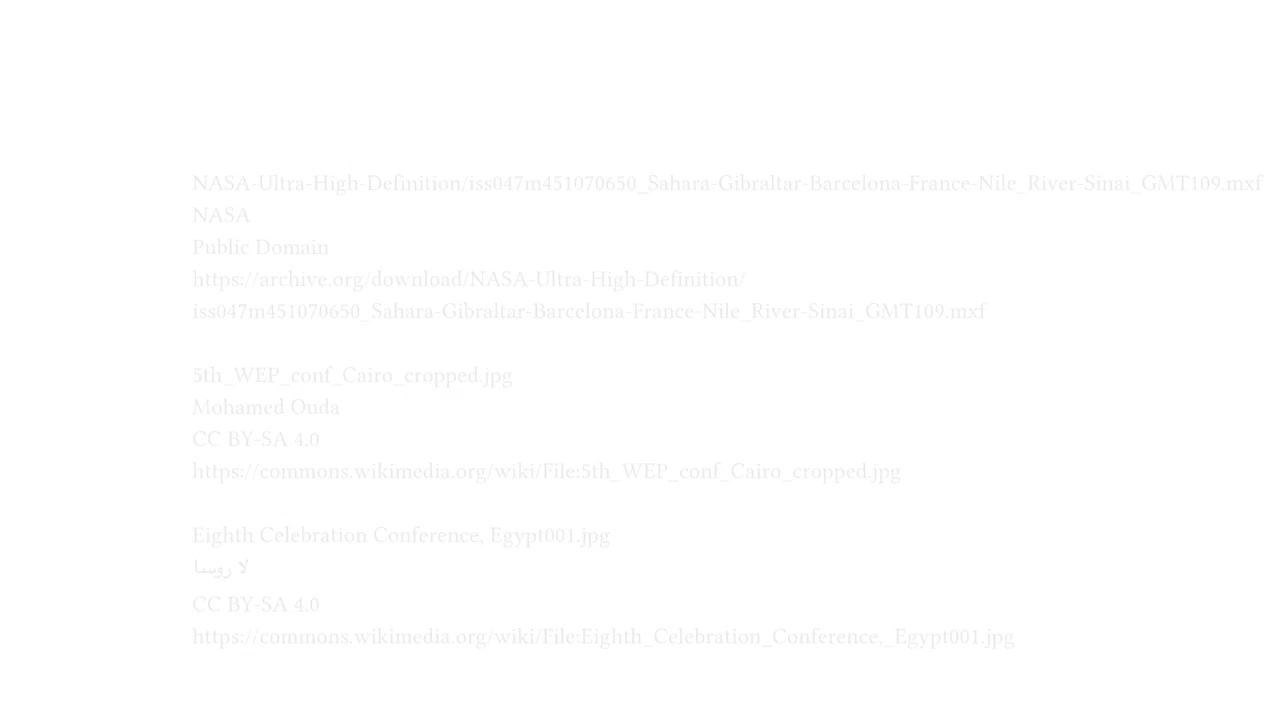 NASA-Ultra-High-Definition/iss047m451070650_Sahara-Gibraltar-Barcelona-France-Nile_River-Sinai_GMT109.mxf
NASA
Public Domain
https://archive.org/download/NASA-Ultra-High-Definition/
iss047m451070650_Sahara-Gibraltar-Barcelona-France-Nile_River-Sinai_GMT109.mxf
5th_WEP_conf_Cairo_cropped.jpg
Mohamed Ouda
CC BY-SA 4.0
https://commons.wikimedia.org/wiki/File:5th_WEP_conf_Cairo_cropped.jpg
Eighth Celebration Conference, Egypt001.jpg
لا روسا
CC BY-SA 4.0
https://commons.wikimedia.org/wiki/File:Eighth_Celebration_Conference,_Egypt001.jpg